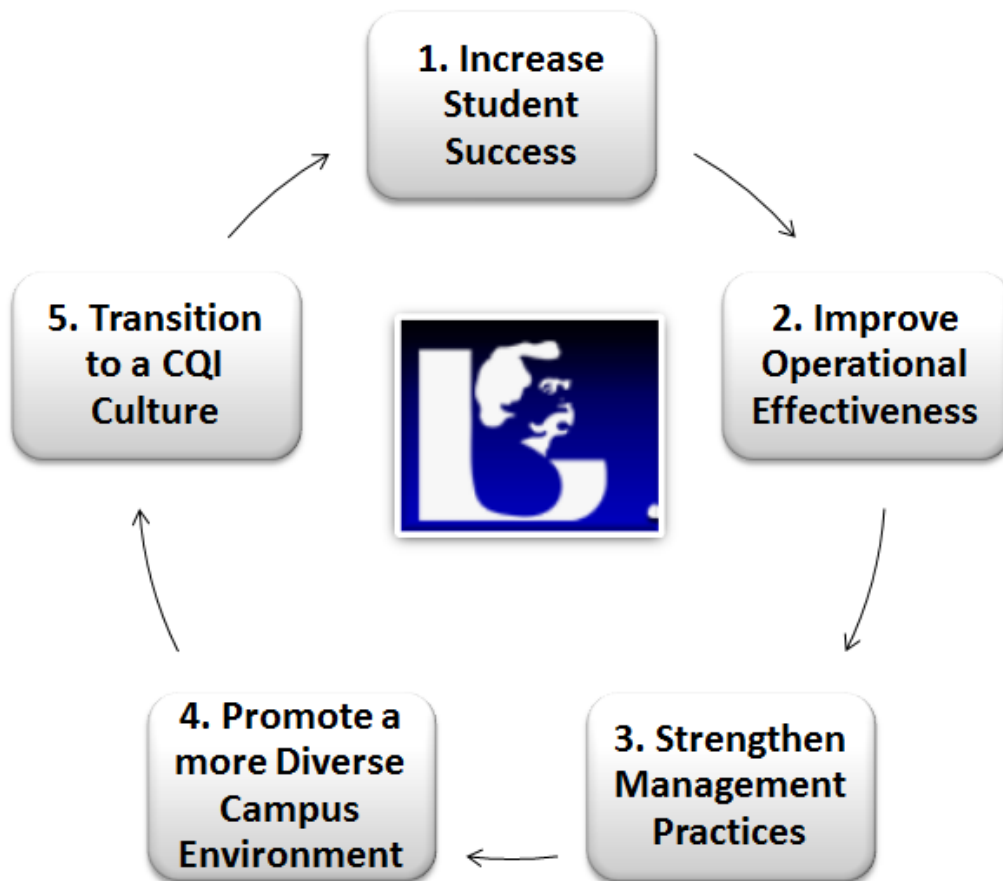 1. Increase
Student
Success
2. Improve
Operational
Effectiveness
3. Strengthen
Management
Practices
4. Promote a
more Diverse
Campus
Environment
5. Transition
to a CQI
Culture